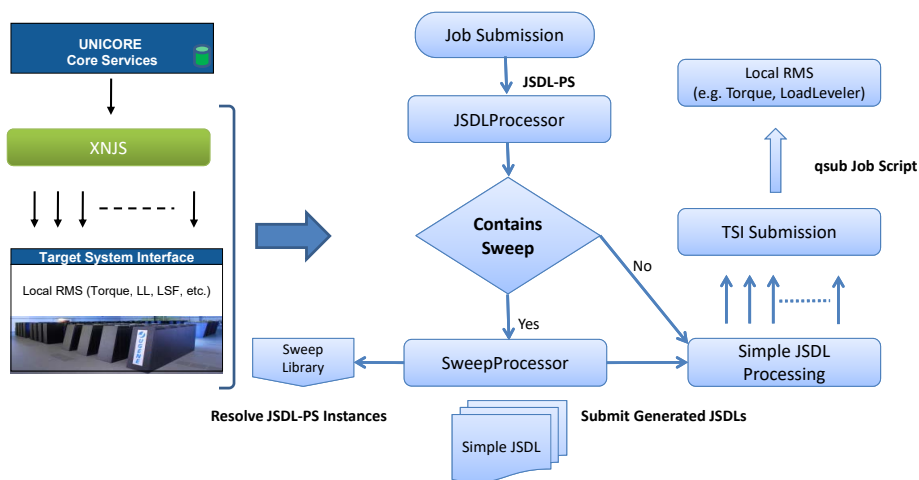 UNICORE
Core Services
XNJS
Target System Interface
Local RMS (Torque, LL, LSF, etc.)
Job Submission
JSDL-PS
JSDLProcessor
Contains
Sweep
No
Yes
Sweep
Library
SweepProcessor
Simple JSDL
Processing
Resolve JSDL-PS Instances
Submit Generated JSDLs
Simple JSDL
Local RMS
(e.g. Torque, LoadLeveler)
qsub Job Script
TSI Submission